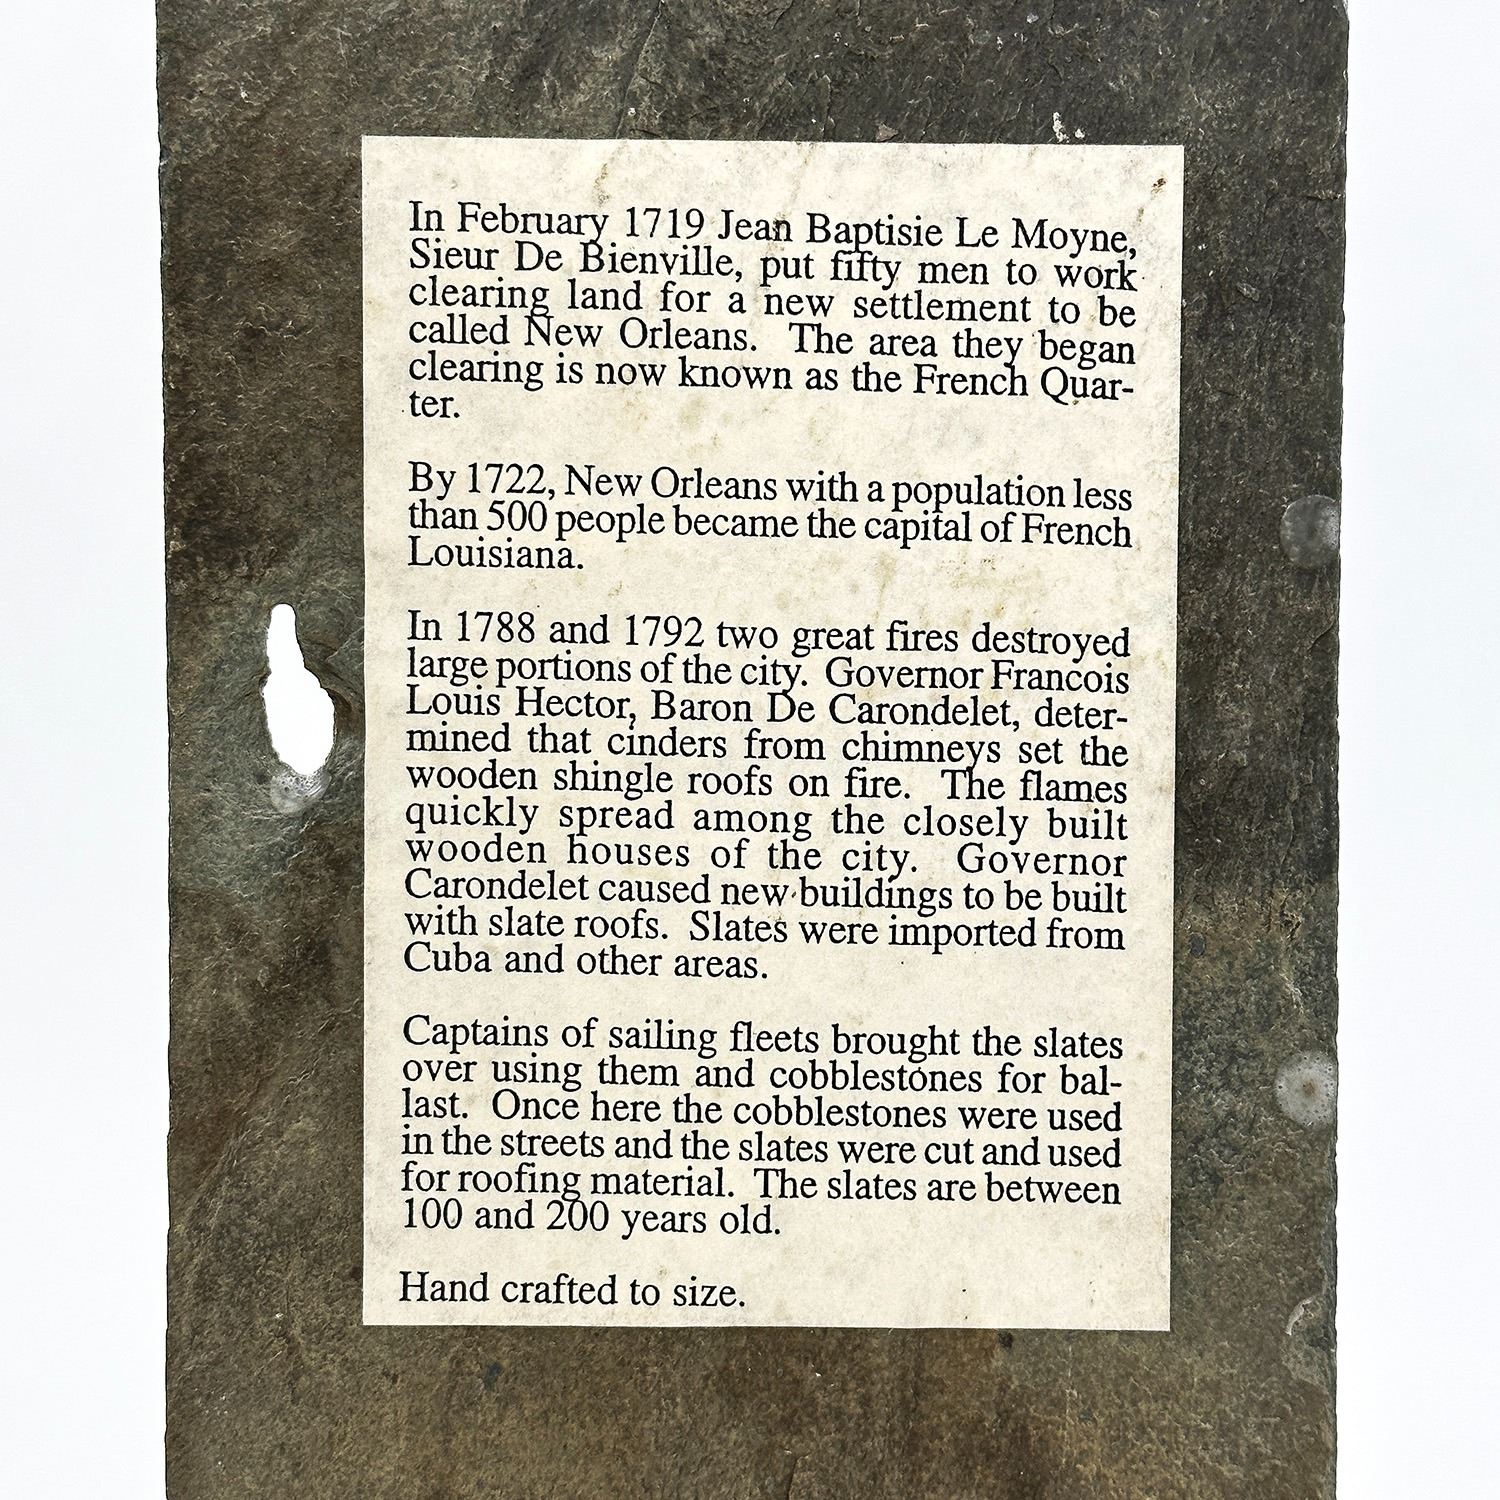 In February 1719 Jean Baptisie Le Moyne,
Sieur De Bienville, put fifty men to work
clearing land for a new settlement to be
called New Orleans. The area they began
clearing is now known as the French Quar-
ter.
By 1722, New Orleans with a population less
than 500 people became the capital of French
Louisiana.
In 1788 and 1792 two great fires destroyed
large portions of the city. Governor Francois
Louis Hector, Baron De Carondelet, deter-
mined that cinders from chimneys set the
wooden shingle roofs on fire. The flames
quickly spread among the closely built
wooden houses of the city. Governor
Carondelet caused new buildings to be built
with slate roofs. Slates were imported from
Cuba and other areas.
Captains of sailing fleets brought the slates
over using them and cobblestones for bal-
last. Once here the cobblestones were used
in the streets and the slates were cut and used
for roofing material. The slates are between
100 and 200 years old.
Hand crafted to size.